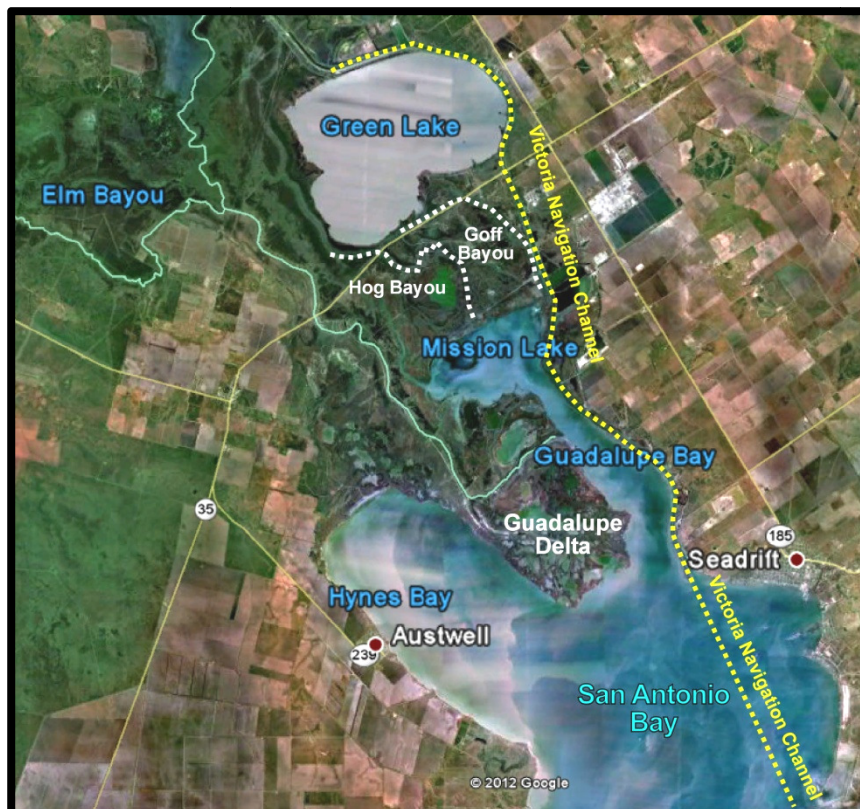 Green Lake
Victoria Navigation Channel
Elm Bayou
Goff
Bayou
Hog Bayou
Mission Lake
Guadalupe Bay
35
Guadalupe
Delta
185
Seadrift
Hynes Bay
Victoria Navigation Channel
Austwell
239
San Antonio
Bay
© 2012 Google